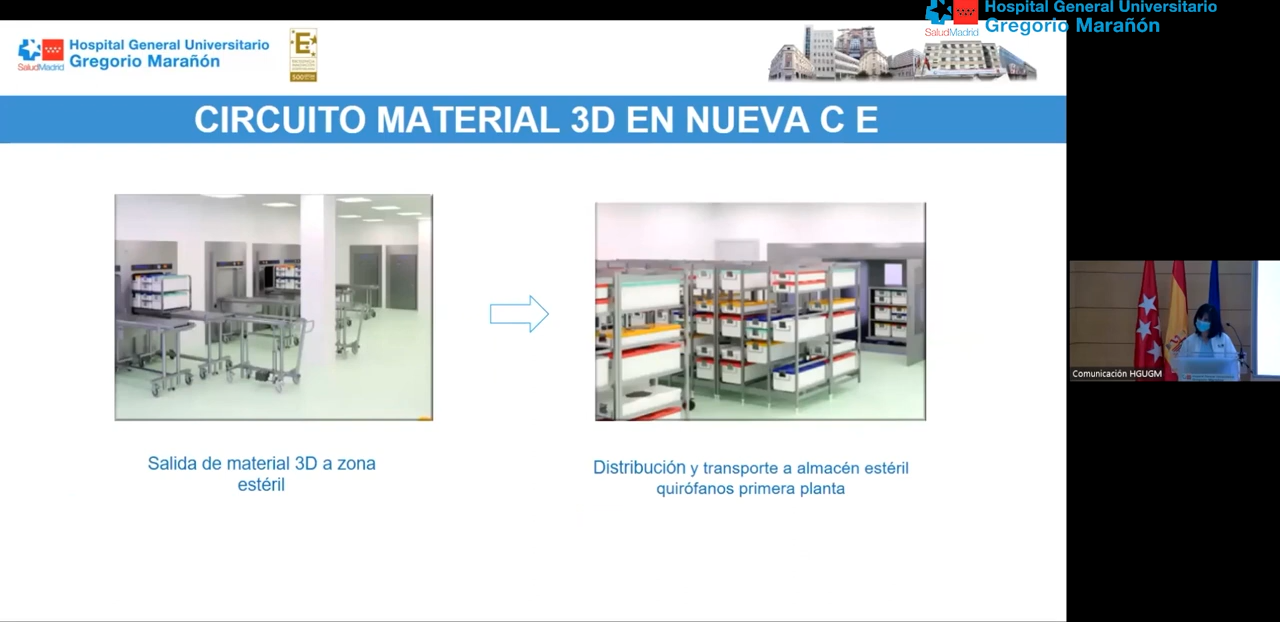 Hospital General Universitario
Gregorio Marañón
SaludMadrid
Hospital General Universitario
Gregorio Marañón
SaludMadrid
E
500
CIRCUITO MATERIAL 3D EN NUEVA C E
Salida de material 3D a zona
estéril
Distribución y transporte a almacén estéril
quirófanos primera planta
Comunicación HGUGM